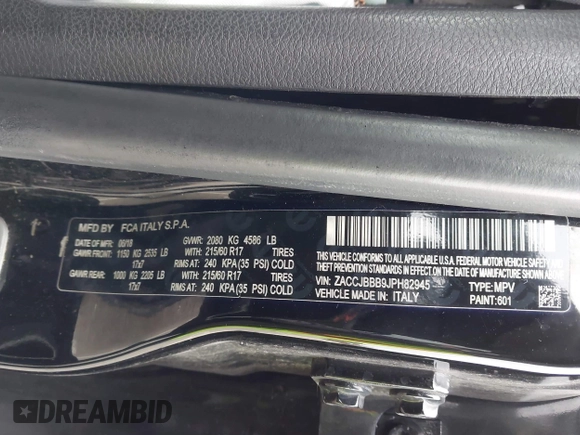 MFD BY FCA ITALY S.P.A.
DATE OF MFR 08/18 GVWR: 2080 KG 4586 LB
GAWR FRONT: 1150 KG 2535 LB WITH: 215/60 R17 TIRES
17x7 RIMS AT: 240 KPA(35 PSI) COLD
GAWR REAR: 1000 KG 2205 LB WITH: 215/60 R17 TIRES
17x7 RIMS AT: 240 KPA(35 PSI) COLD
THIS VEHICLE CONFORMS TO ALL APPLICABLE U.S.A. FEDERAL MOTOR VEHICLE SAFETY,
BUMPER, AND THEFT PREVENTION STANDARDS IN EFFECT ON THE DATE OF MANUFACTURE SHOWN ABOVE.
VIN: ZACCJBBB9JPH82945 TYPE: MPV
VEHICLE MADE IN: ITALY PAINT: 601
DREAMBID